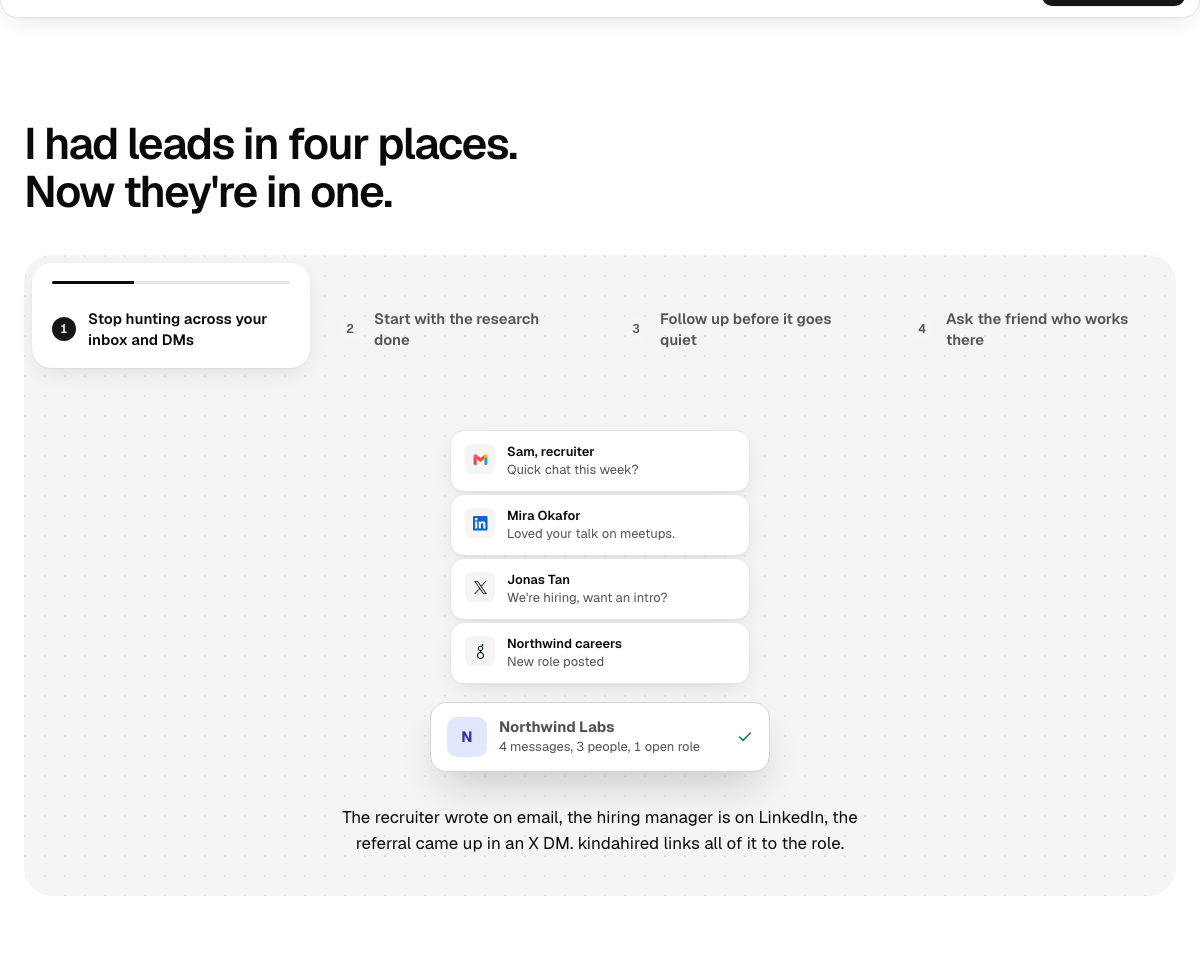 I had leads in four places.
Now they're in one.
1
Stop hunting across your
inbox and DMs
2
Start with the research
done
3
Follow up before it goes
quiet
4
Ask the friend who works
there
Sam, recruiter
Quick chat this week?
Mira Okafor
Loved your talk on meetups.
Jonas Tan
We're hiring, want an intro?
Northwind careers
New role posted
N
Northwind Labs
4 messages, 3 people, 1 open role
The recruiter wrote on email, the hiring manager is on LinkedIn, the
referral came up in an X DM. kindahired links all of it to the role.